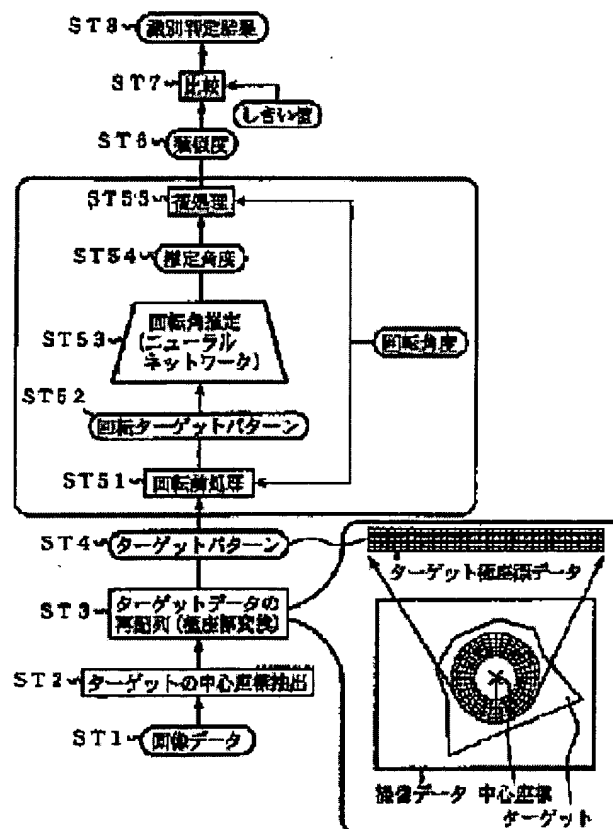 ST8
識別判定結果
ST7
比較
しきい値
ST6
類似度
ST55
後処理
ST54
推定角度
ST53
回転角推定
(ニューラル
ネットワーク)
回転角度
ST52
回転ターゲットパターン
ST51
回転前処理
ST4
ターゲットパターン
ターゲット極座標データ
ST3
ターゲットデータの
再配列(極座標変換)
ST2
ターゲットの中心座標抽出
ST1
画像データ
撮像データ
中心座標
ターゲット